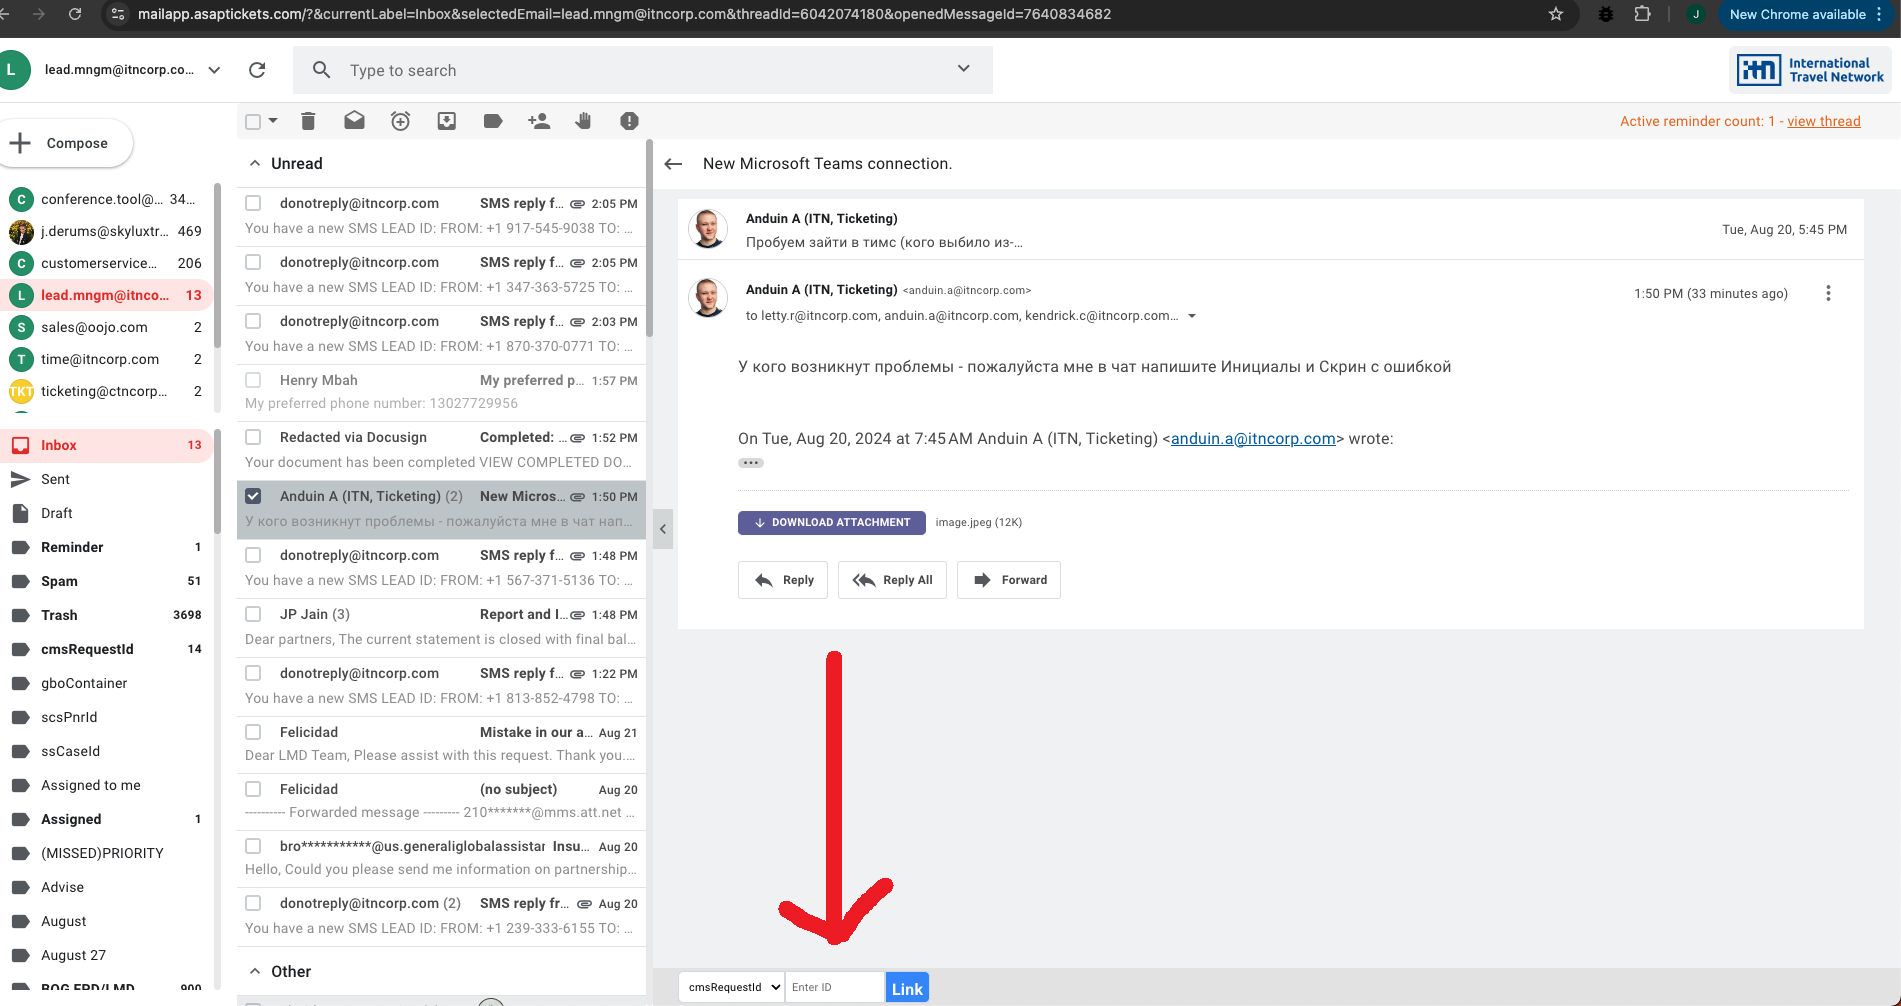 mailapp.asaptickets.com/?&currentLabel=Inbox&selectedEmail=lead.mngm@itncorp.com&threadId=6042074180&openedMessageId=7640834682
J
New Chrome available
L
lead.mngm@itncorp.co...
Type to search
itn
International
Travel Network
Compose
Active reminder count: 1 - view thread
C conference.tool@... 34...
j.derums@skyluxtr... 469
C customerservice... 206
L lead.mngm@itnco... 13
S sales@oojo.com 2
T time@itncorp.com 2
TKT ticketing@ctncorp... 2
Inbox 13
Sent
Draft
Reminder 1
Spam 51
Trash 3698
cmsRequestId 14
gboContainer
scsPnrId
ssCaseId
Assigned to me
Assigned 1
(MISSED)PRIORITY
Advise
August
August 27
BOG FRD/LMD 900
Unread
donotreply@itncorp.com SMS reply f... 2:05 PM
You have a new SMS LEAD ID: FROM: +1 917-545-9038 TO: ...
donotreply@itncorp.com SMS reply f... 2:05 PM
You have a new SMS LEAD ID: FROM: +1 347-363-5725 TO: ...
donotreply@itncorp.com SMS reply f... 2:03 PM
You have a new SMS LEAD ID: FROM: +1 870-370-0771 TO: ...
Henry Mbah My preferred p... 1:57 PM
My preferred phone number: 13027729956
Redacted via Docusign Completed: ... 1:52 PM
Your document has been completed VIEW COMPLETED DO...
Anduin A (ITN, Ticketing) (2) New Micros... 1:50 PM
У кого возникнут проблемы - пожалуйста мне в чат нап...
donotreply@itncorp.com SMS reply f... 1:48 PM
You have a new SMS LEAD ID: FROM: +1 567-371-5136 TO: ...
JP Jain (3) Report and I... 1:48 PM
Dear partners, The current statement is closed with final bal...
donotreply@itncorp.com SMS reply f... 1:22 PM
You have a new SMS LEAD ID: FROM: +1 813-852-4798 TO: ...
Felicidad Mistake in our a... Aug 21
Dear LMD Team, Please assist with this request. Thank you....
Felicidad (no subject) Aug 20
---------- Forwarded message --------- 210*******@mms.att.net ...
bro***********@us.generaliglobalassistar Insu... Aug 20
Hello, Could you please send me information on partnership...
donotreply@itncorp.com (2) SMS reply fr... Aug 20
You have a new SMS LEAD ID: FROM: +1 239-333-6155 TO: ...
Other
New Microsoft Teams connection.
Anduin A (ITN, Ticketing)
Пробуем зайти в тимс (кого выбило из-...
Tue, Aug 20, 5:45 PM
Anduin A (ITN, Ticketing) <anduin.a@itncorp.com>
1:50 PM (33 minutes ago)
to letty.r@itncorp.com, anduin.a@itncorp.com, kendrick.c@itncorp.com...
У кого возникнут проблемы - пожалуйста мне в чат напишите Инициалы и Скрин с ошибкой
On Tue, Aug 20, 2024 at 7:45 AM Anduin A (ITN, Ticketing) <anduin.a@itncorp.com> wrote:
DOWNLOAD ATTACHMENT image.jpeg (12K)
Reply Reply All Forward
cmsRequestId Enter ID Link